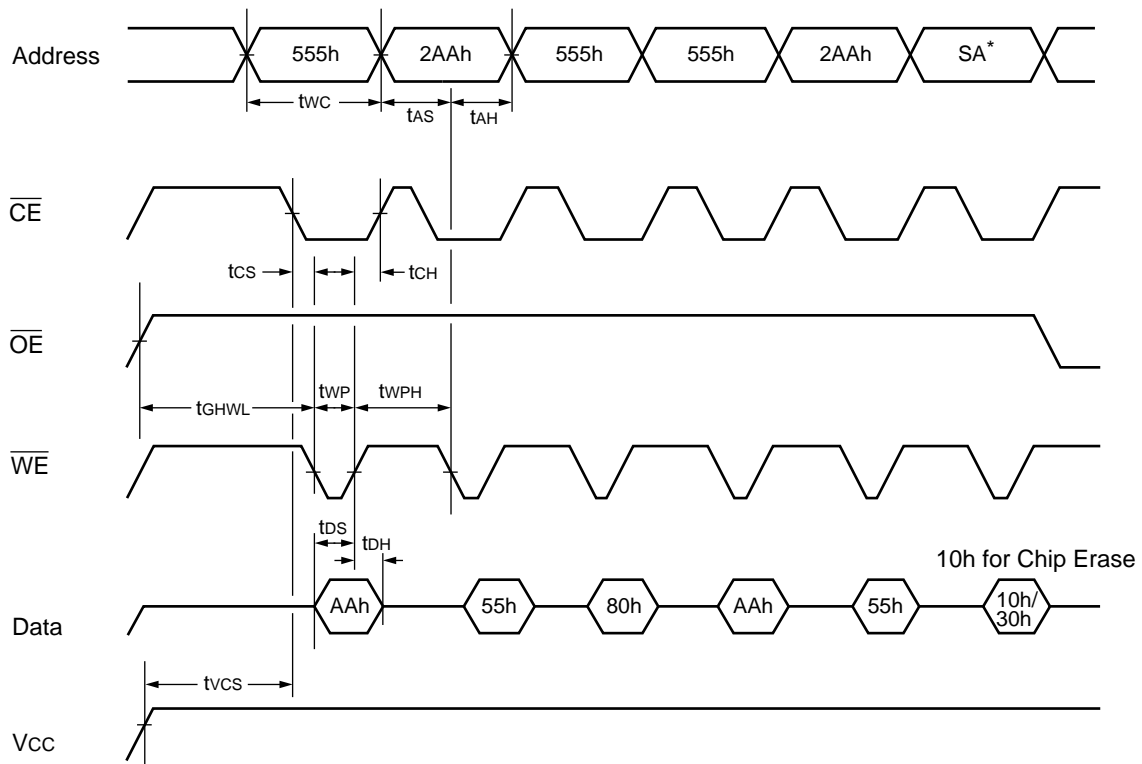 Address 555h 2AAh 555h 555h 2AAh SA*
tWC tAS tAH
CE
tCS tCH
OE
tGHWL tWP tWPH
WE
tDS tDH
10h for Chip Erase
Data AAh 55h 80h AAh 55h 10h/
30h
tVCS
VCC